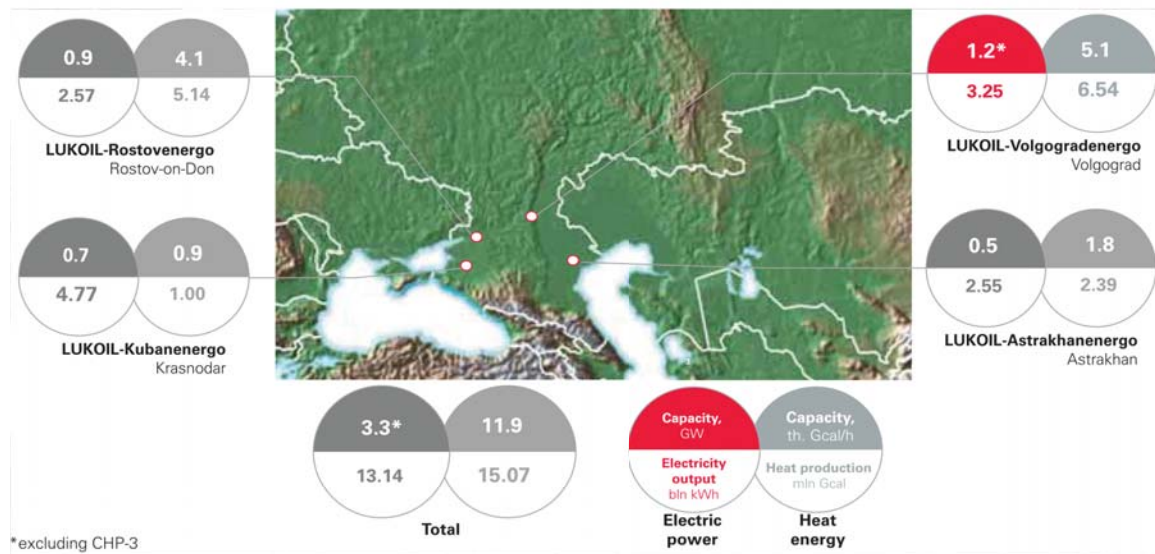 0.9
4.1
2.57
5.14
LUKOIL-Rostovenergo
Rostov-on-Don
0.7
0.9
4.77
1.00
LUKOIL-Kubanenergo
Krasnodar
1.2*
5.1
3.25
6.54
LUKOIL-Volgogradenergo
Volgograd
0.5
1.8
2.55
2.39
LUKOIL-Astrakhanenergo
Astrakhan
3.3*
11.9
13.14
15.07
Total
Capacity,
GW
Electricity
output
bln kWh
Electric
power
Capacity,
th. Gcal/h
Heat production
mln Gcal
Heat
energy
*excluding CHP-3